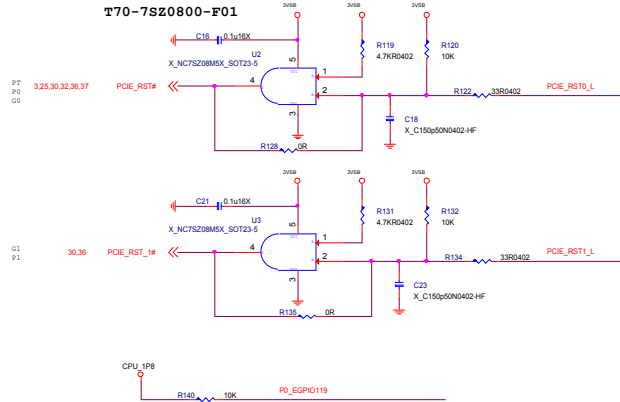 T70-7SZ0800-F01
3VSB 3VSB 3VSB
C16 0.1u16X
U2
X_NC7SZ08M5X_SOT23-5
R119
4.7KR0402
R120
10K
5
VCC
1
4
2
3
PT
P0
G0
3,25,30,32,36,37 PCIE_RST#
R122 33R0402 PCIE_RST0_L
C18
X_C150p50N0402-HF
R128 0R
3VSB 3VSB 3VSB
C21 0.1u16X
U3
X_NC7SZ08M5X_SOT23-5
R131
4.7KR0402
R132
10K
5
VCC
1
4
2
3
G1
P1
30,36 PCIE_RST_1#
R134 33R0402 PCIE_RST1_L
C23
X_C150p50N0402-HF
R135 0R
CPU_1P8
R140 10K P0_EGPIO119